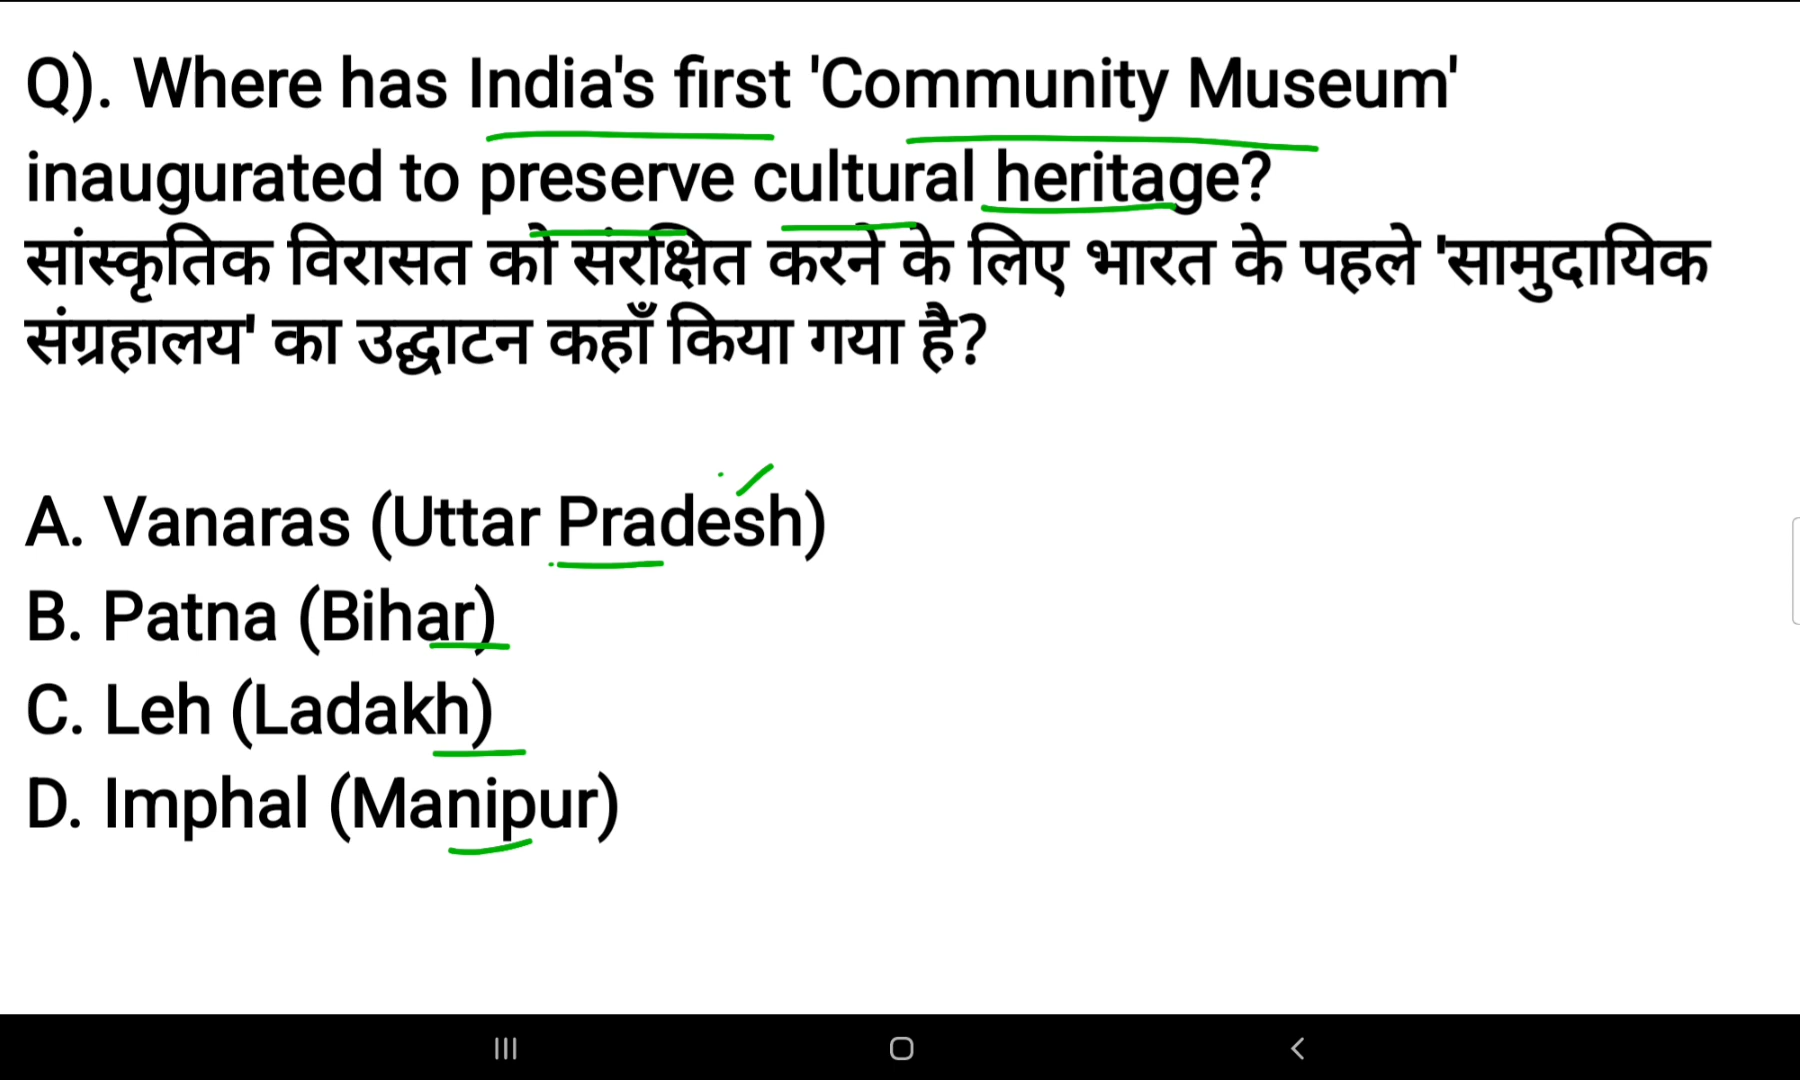 Q). Where has India's first 'Community Museum'
inaugurated to preserve cultural heritage?
सांस्कृतिक विरासत को संरक्षित करने के लिए भारत के पहले 'सामुदायिक
संग्रहालय' का उद्घाटन कहाँ किया गया है?
A. Vanaras (Uttar Pradesh)
B. Patna (Bihar)
C. Leh (Ladakh)
D. Imphal (Manipur)